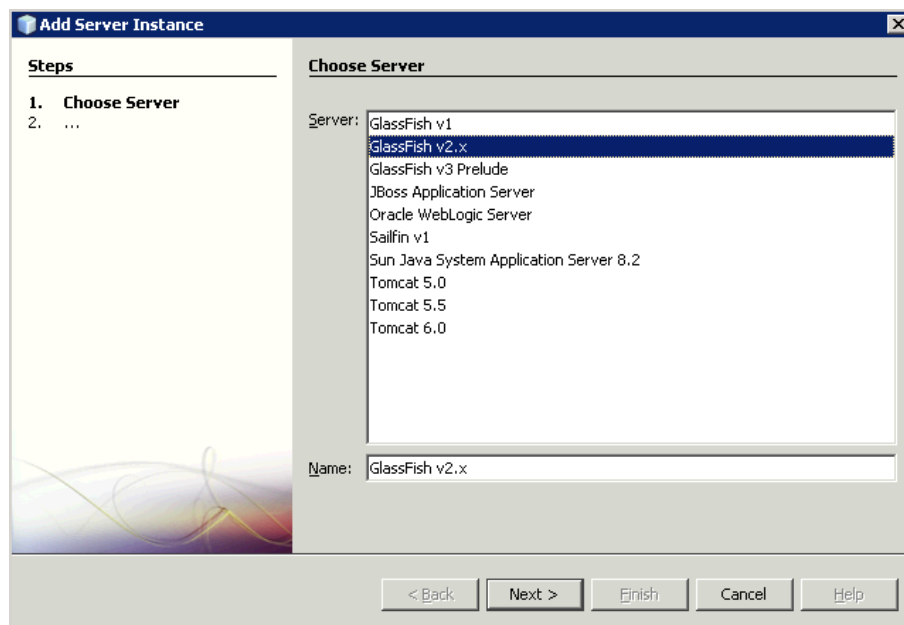 Add Server Instance
Steps
1. Choose Server
2. ...
Choose Server
Server:
GlassFish v1
GlassFish v2.x
GlassFish v3 Prelude
JBoss Application Server
Oracle WebLogic Server
Sailfin v1
Sun Java System Application Server 8.2
Tomcat 5.0
Tomcat 5.5
Tomcat 6.0
Name: GlassFish v2.x
< Back Next > Finish Cancel Help